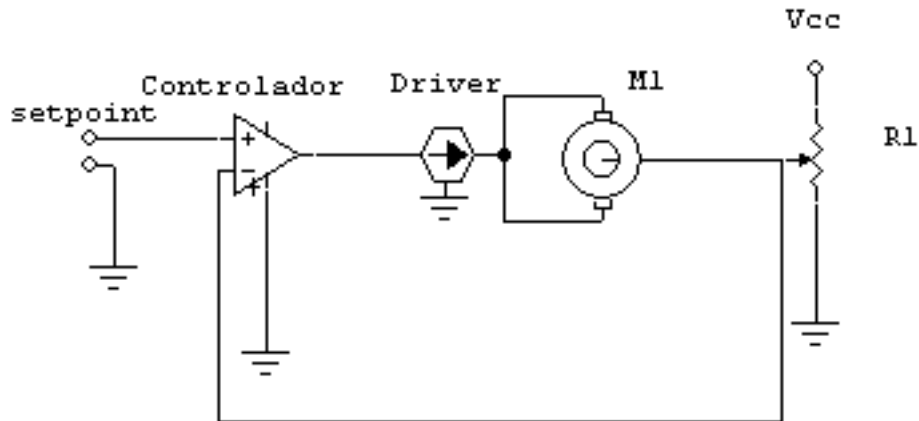 Vcc
Controlador
Driver
M1
setpoint
R1